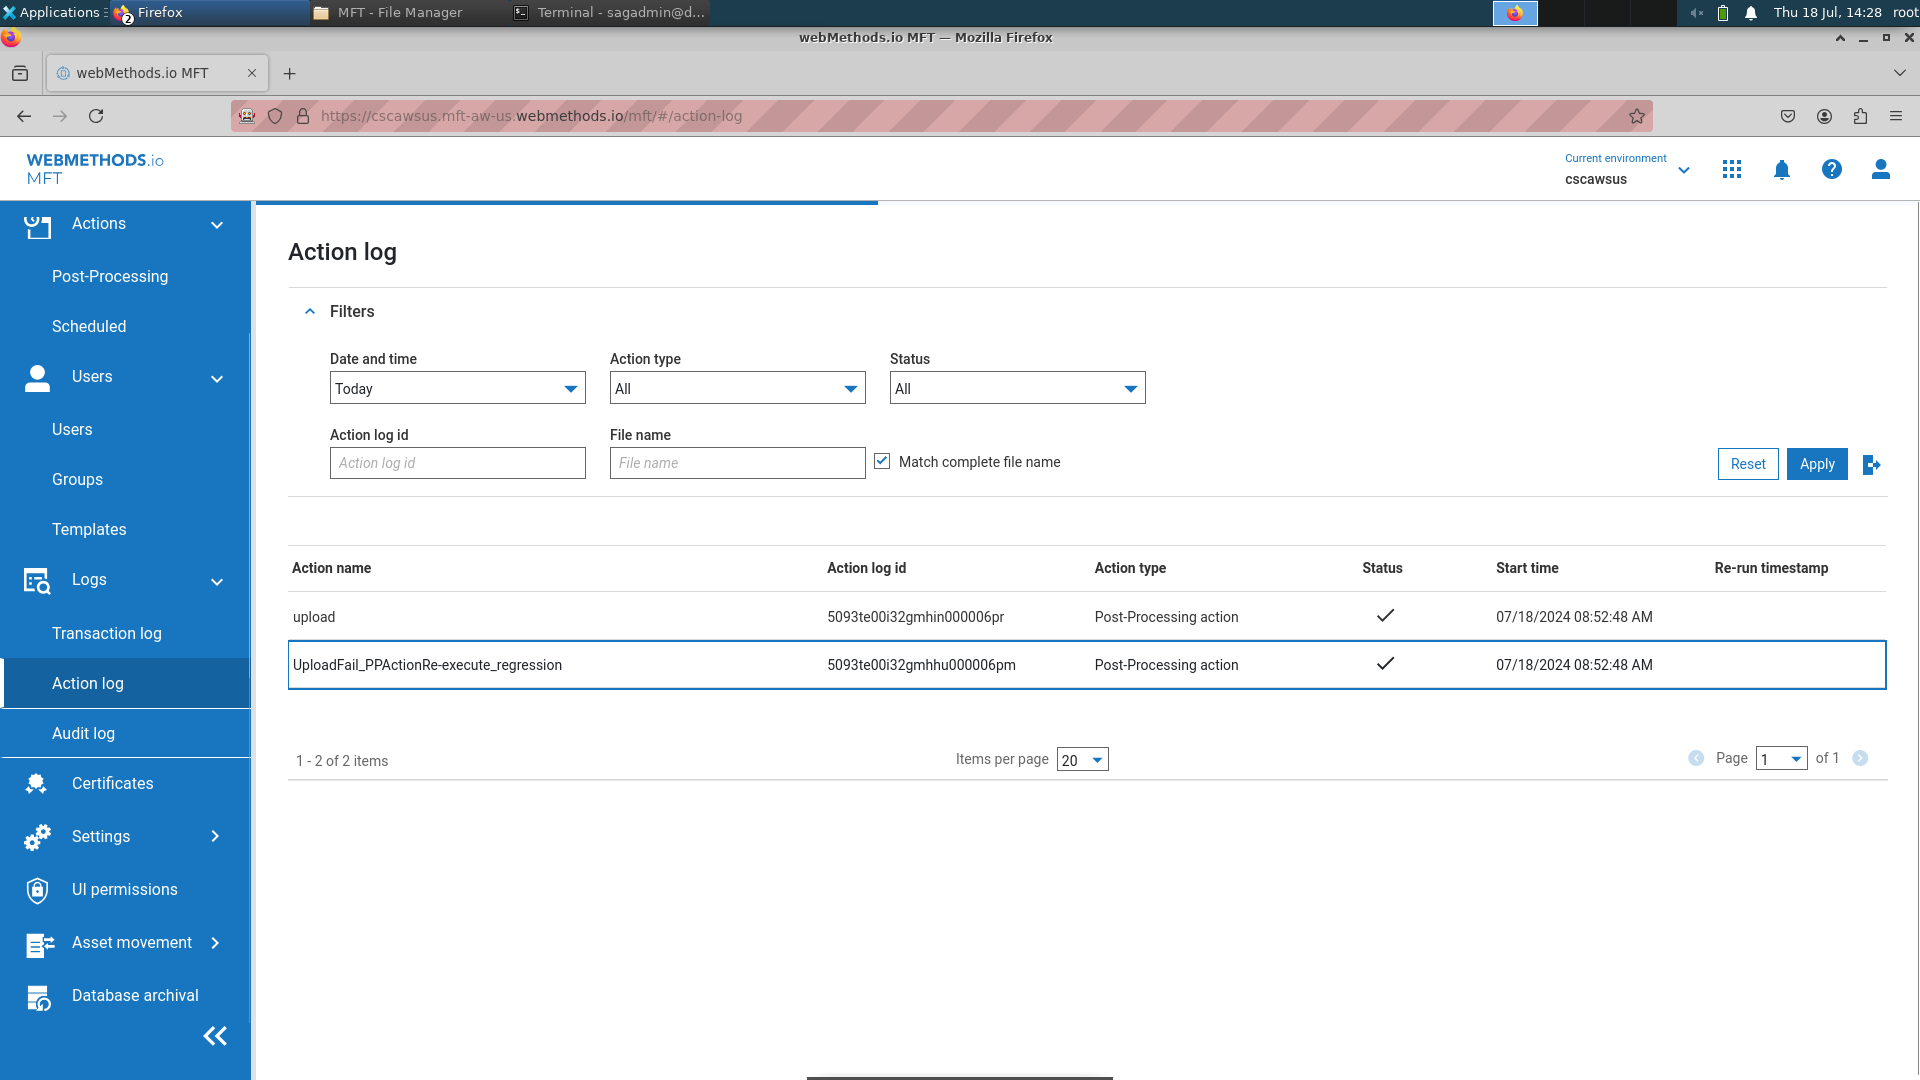 Applications
2 Firefox
MFT - File Manager
Terminal - sagadmin@d...
Thu 18 Jul, 14:28 root
webMethods.io MFT — Mozilla Firefox
webMethods.io MFT
https://cscawsus.mft-aw-us.webmethods.io/mft/#/action-log
WEBMETHODS.io
MFT
Current environment
cscawsus
Actions
Post-Processing
Scheduled
Users
Users
Groups
Templates
Logs
Transaction log
Action log
Audit log
Certificates
Settings
UI permissions
Asset movement
Database archival
Action log
Filters
Date and time Action type Status
Today All All
Action log id File name
Action log id File name Match complete file name
Reset Apply
Action name Action log id Action type Status Start time Re-run timestamp
upload 5093te00i32gmhin000006pr Post-Processing action 07/18/2024 08:52:48 AM
UploadFail_PPActionRe-execute_regression 5093te00i32gmhhu000006pm Post-Processing action 07/18/2024 08:52:48 AM
1 - 2 of 2 items Items per page 20 Page 1 of 1